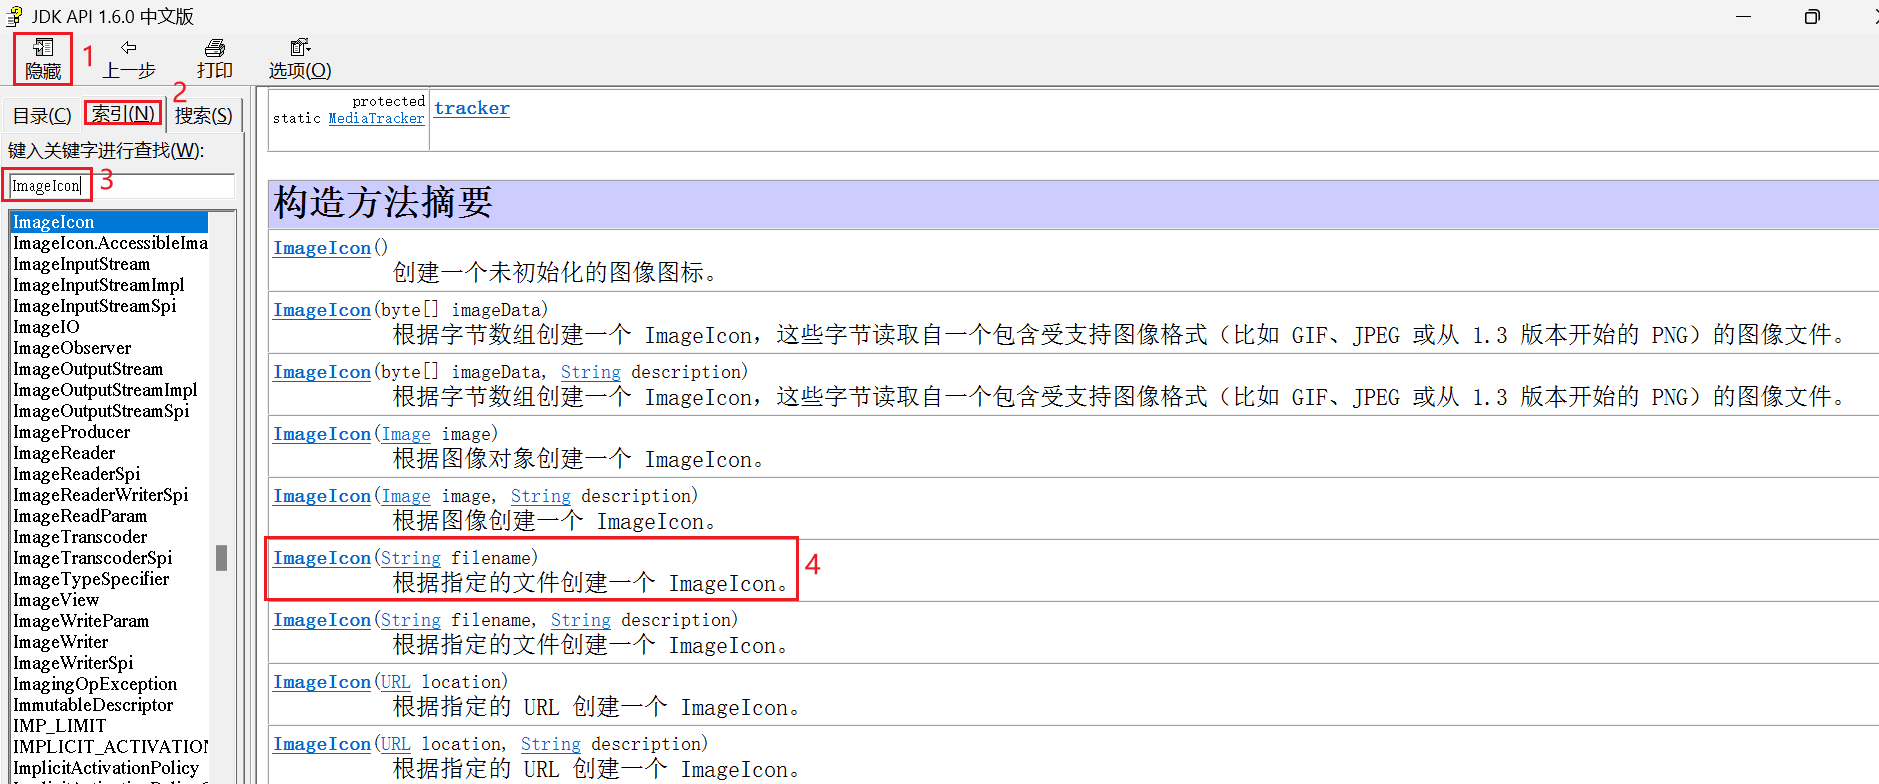 JDK API 1.6.0 中文版
隐藏
1
上一步
打印
选项(O)
目录(C)
索引(N)
2
搜索(S)
键入关键字进行查找(W):
ImageIcon
3
ImageIcon
ImageIcon.AccessibleIma
ImageInputStream
ImageInputStreamImpl
ImageInputStreamSpi
ImageIO
ImageObserver
ImageOutputStream
ImageOutputStreamImpl
ImageOutputStreamSpi
ImageProducer
ImageReader
ImageReaderSpi
ImageReaderWriterSpi
ImageReadParam
ImageTranscoder
ImageTranscoderSpi
ImageTypeSpecifier
ImageView
ImageWriteParam
ImageWriter
ImageWriterSpi
ImagingOpException
ImmutableDescriptor
IMP_LIMIT
IMPLICIT_ACTIVATION
ImplicitActivationPolicy
protected
static MediaTracker
tracker
构造方法摘要
ImageIcon()
创建一个未初始化的图像图标。
ImageIcon(byte[] imageData)
根据字节数组创建一个 ImageIcon，这些字节读取自一个包含受支持图像格式（比如 GIF、JPEG 或从 1.3 版本开始的 PNG）的图像文件。
ImageIcon(byte[] imageData, String description)
根据字节数组创建一个 ImageIcon，这些字节读取自一个包含受支持图像格式（比如 GIF、JPEG 或从 1.3 版本开始的 PNG）的图像文件。
ImageIcon(Image image)
根据图像对象创建一个 ImageIcon。
ImageIcon(Image image, String description)
根据图像创建一个 ImageIcon。
ImageIcon(String filename)
根据指定的文件创建一个 ImageIcon。
4
ImageIcon(String filename, String description)
根据指定的文件创建一个 ImageIcon。
ImageIcon(URL location)
根据指定的 URL 创建一个 ImageIcon。
ImageIcon(URL location, String description)
根据指定的 URL 创建一个 ImageIcon。